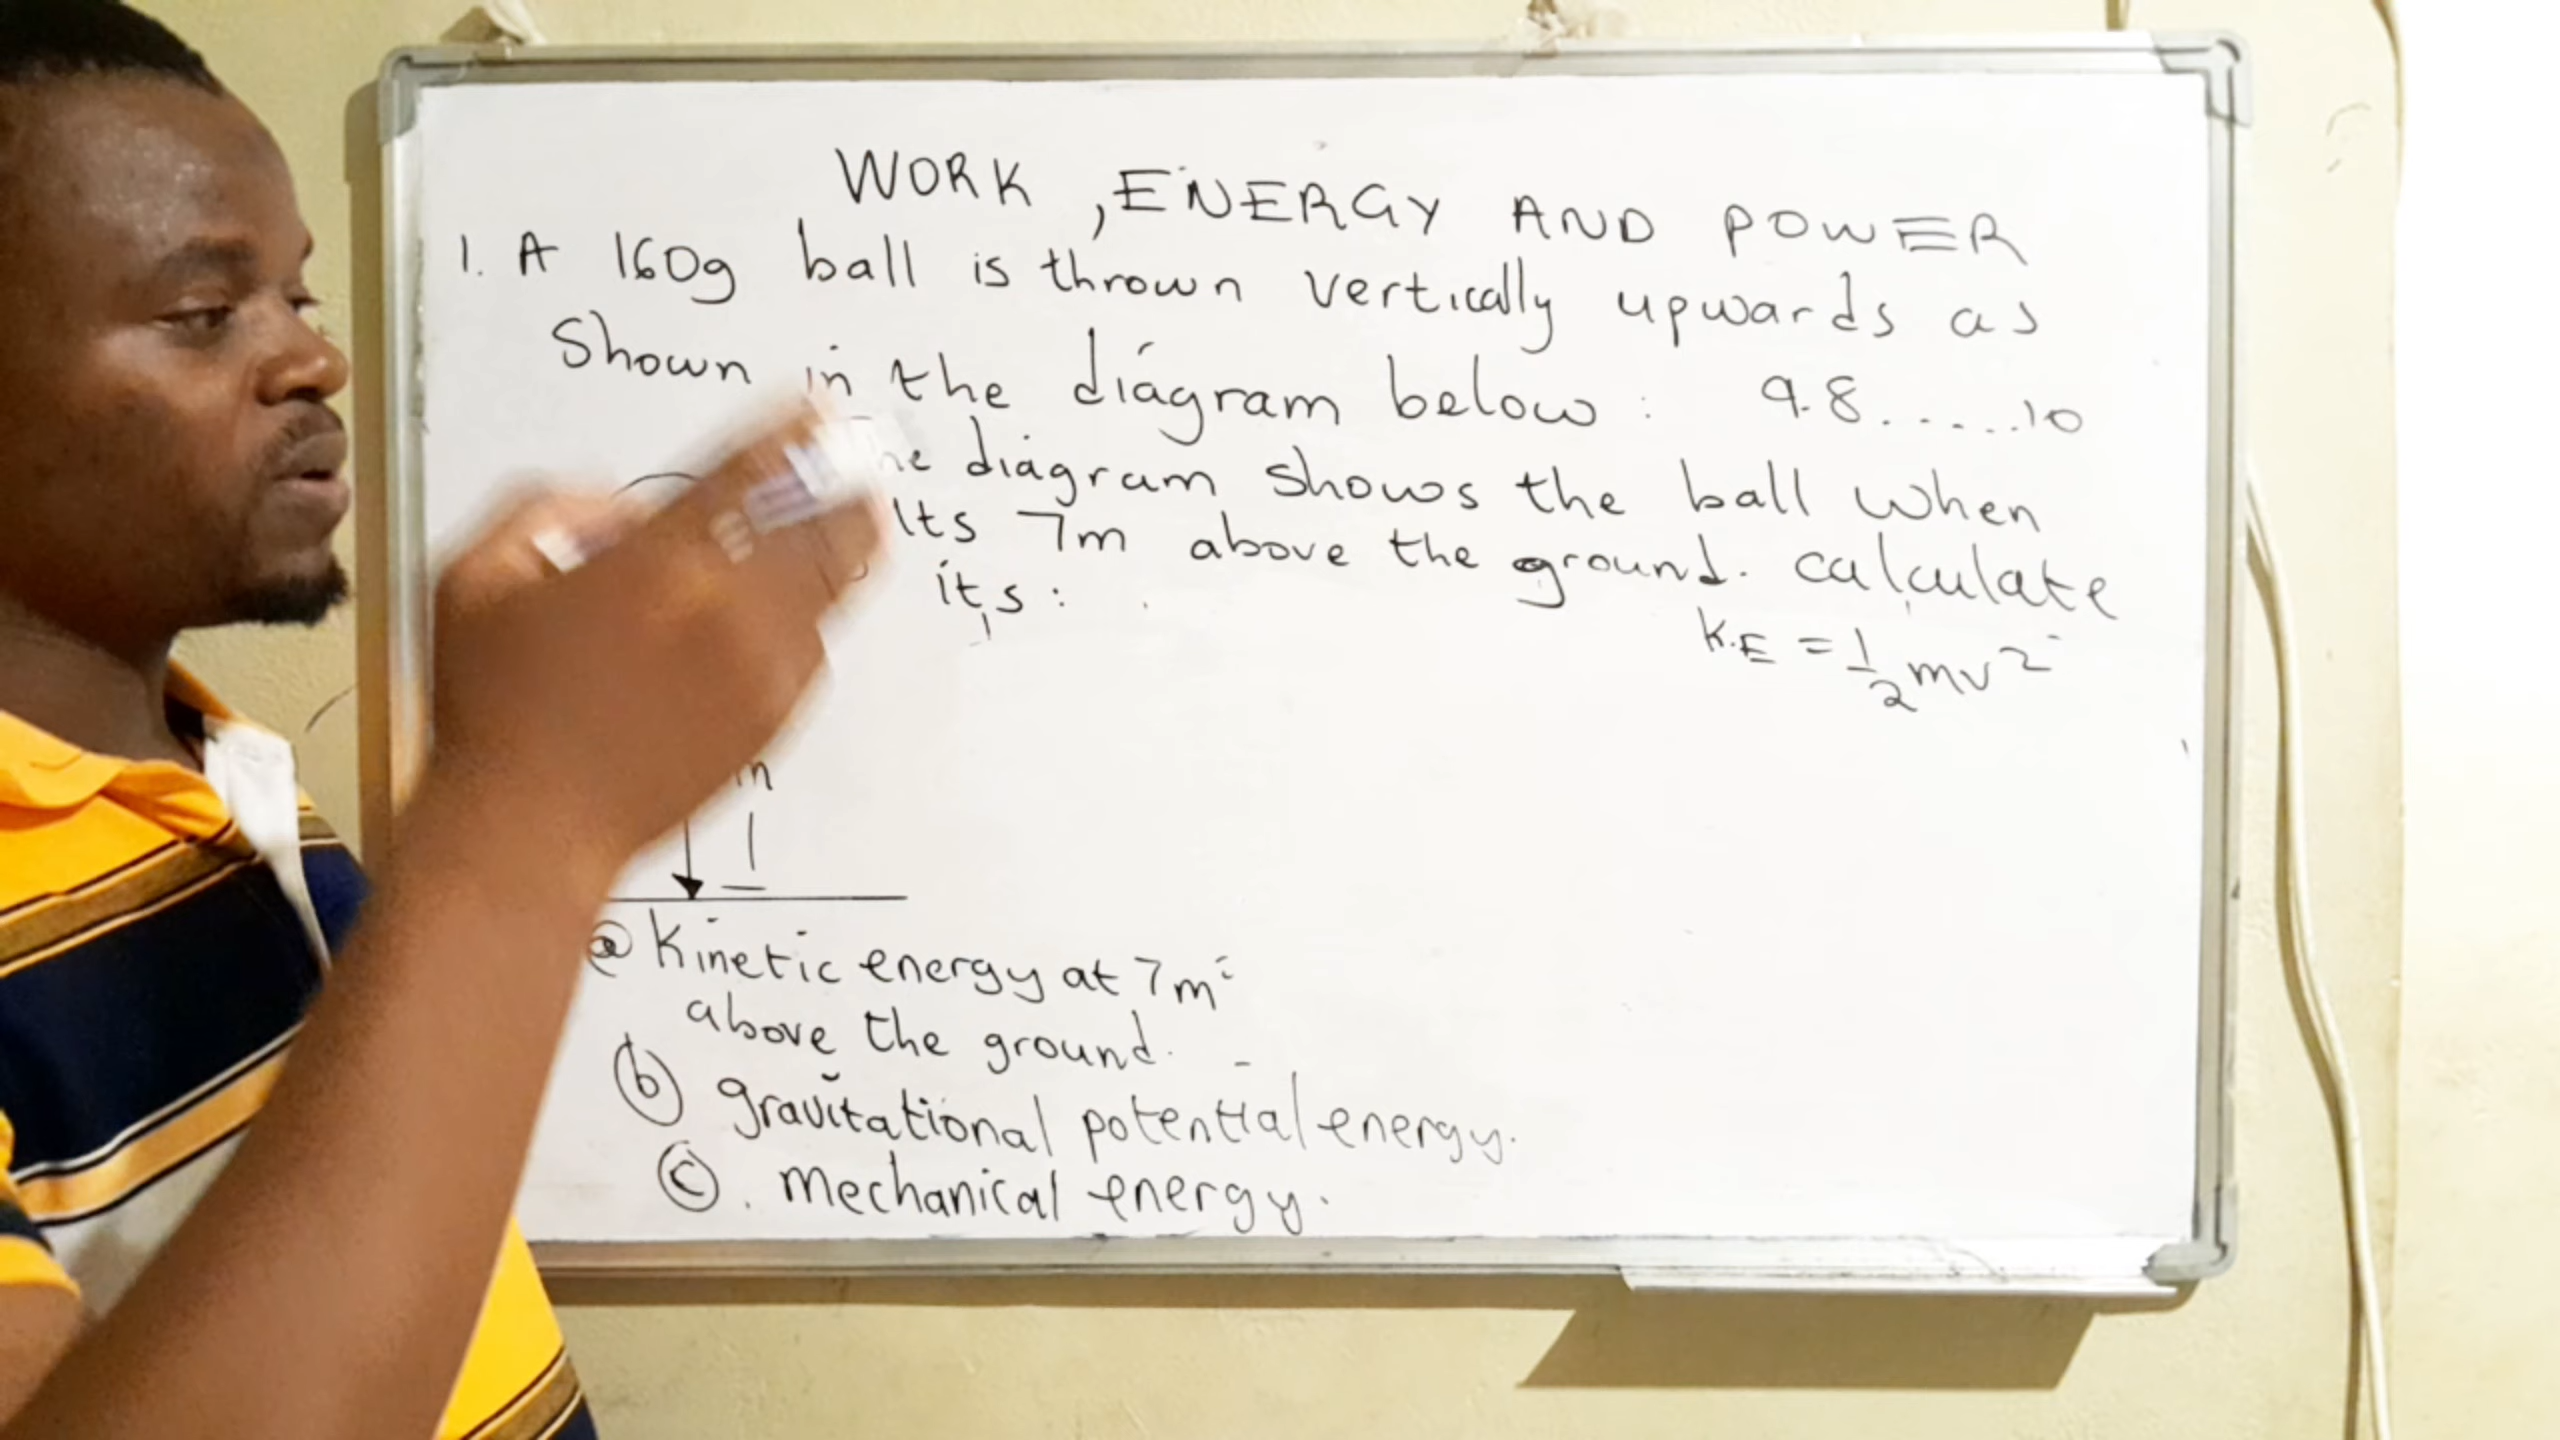 WORK , ENERGY AND POWER
1. A 160g ball is thrown vertically upwards as
Shown in the diagram below :
9.8......10
diagram shows the ball when
Its 7m above the ground. calculate
its :
K.E = 1/2 mv²
@ Kinetic energy at 7m
above the ground.
(b) gravitational potential energy.
(c). mechanical energy.